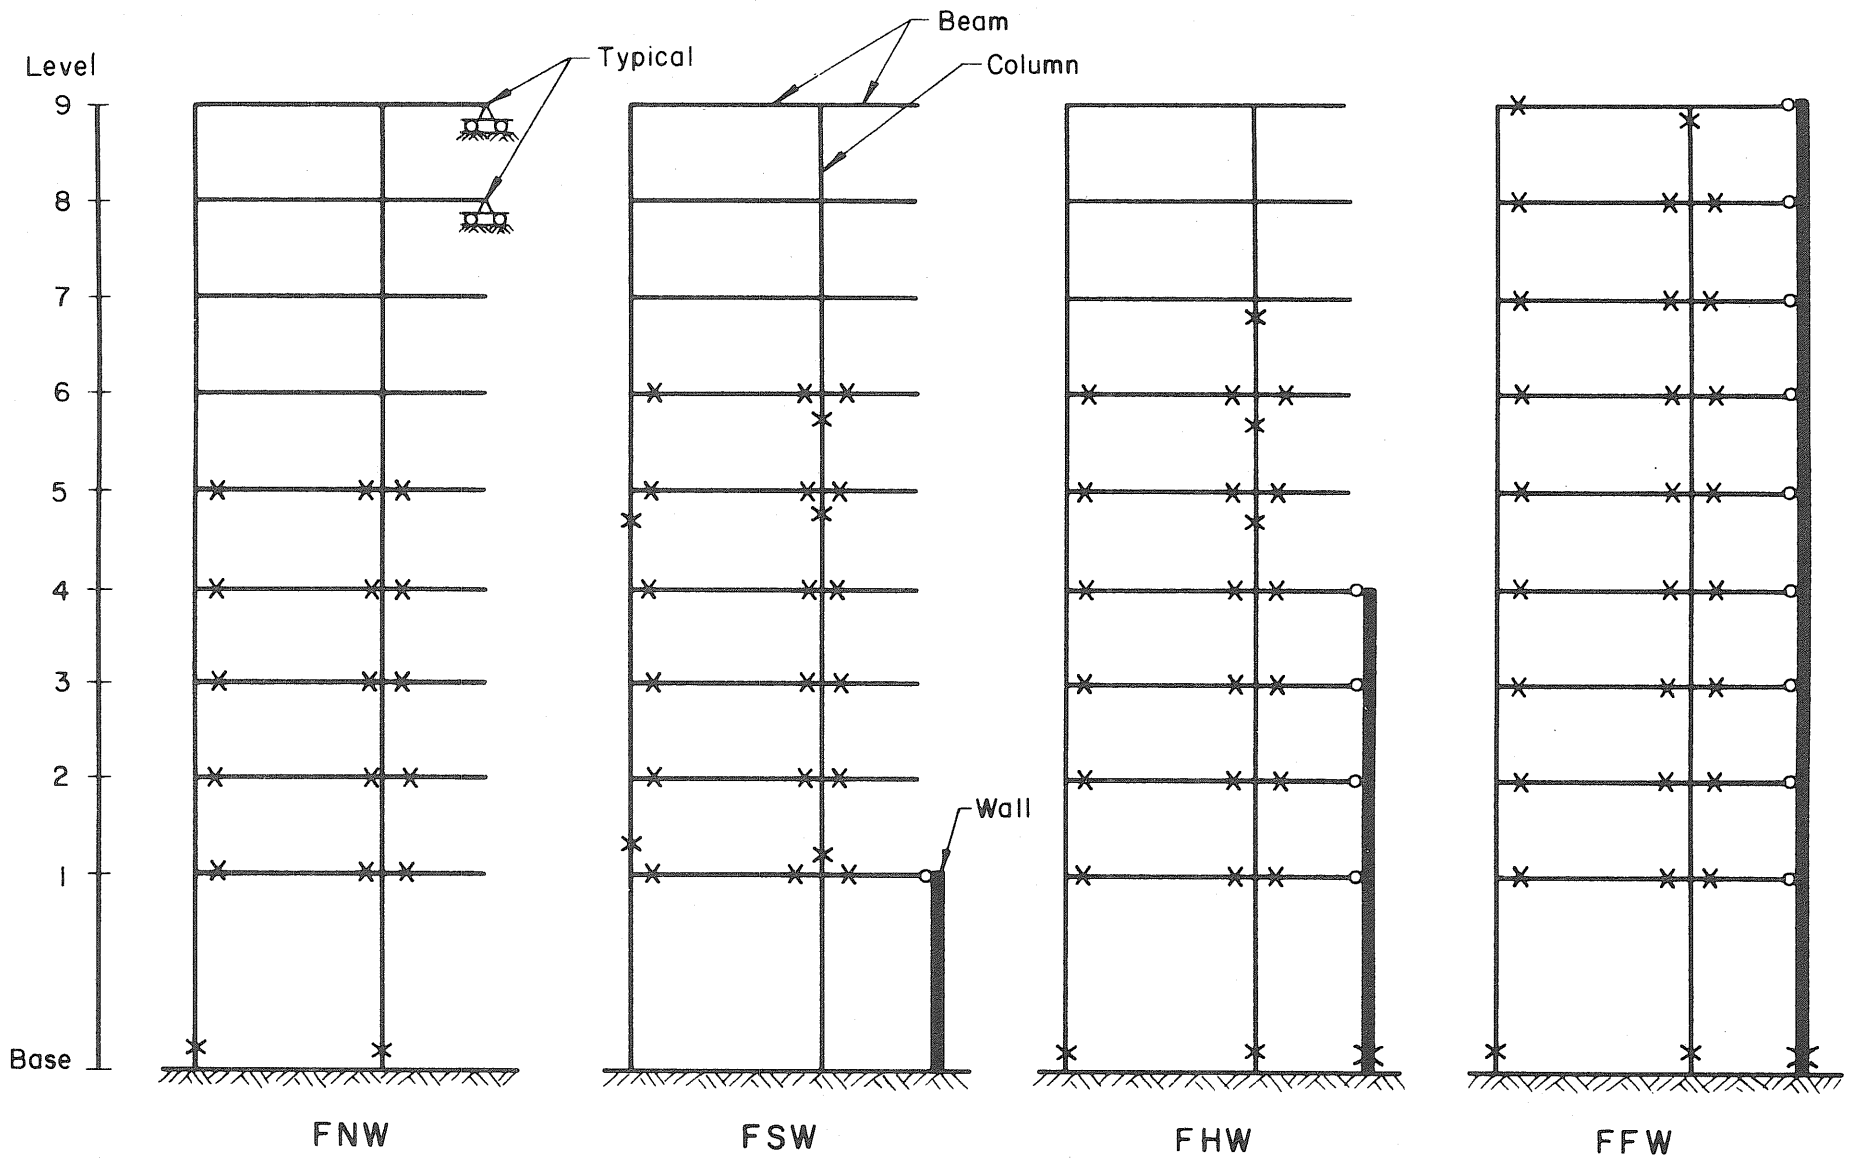 Beam
Typical
Column
Level
9
8
7
6
5
4
3
2
Wall
1
Base
FNW
FSW
FHW
FFW